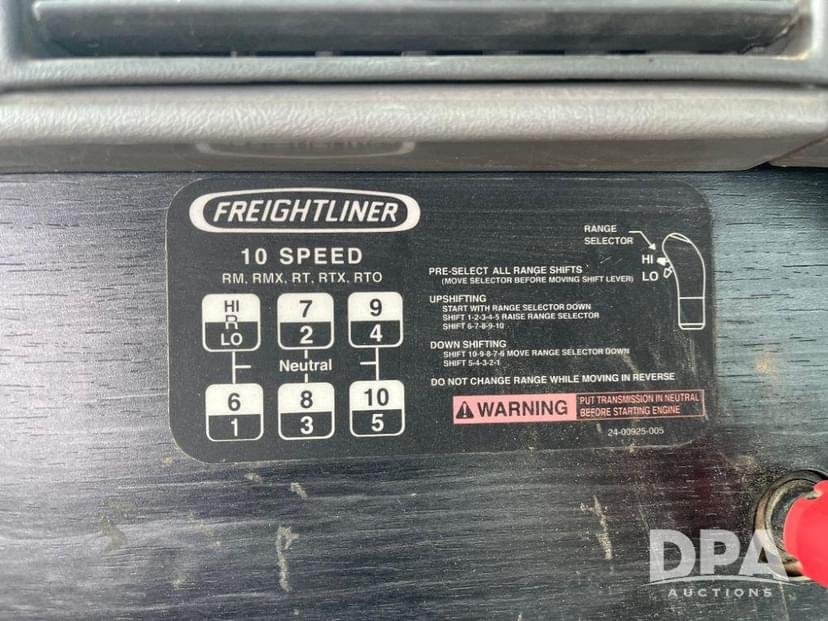 FREIGHTLINER
10 SPEED
RM, RMX, RT, RTX, RTO
HI
R
LO
7
2
9
4
Neutral
6
1
8
3
10
5
RANGE
SELECTOR
HI
LO
PRE-SELECT ALL RANGE SHIFTS
(MOVE SELECTOR BEFORE MOVING SHIFT LEVER)
UPSHIFTING
START WITH RANGE SELECTOR DOWN
SHIFT 1-2-3-4-5 RAISE RANGE SELECTOR
SHIFT 6-7-8-9-10
DOWN SHIFTING
SHIFT 10-9-8-7-6 MOVE RANGE SELECTOR DOWN
SHIFT 5-4-3-2-1
DO NOT CHANGE RANGE WHILE MOVING IN REVERSE
WARNING
PUT TRANSMISSION IN NEUTRAL
BEFORE STARTING ENGINE
24-00925-005
DPA
AUCTIONS